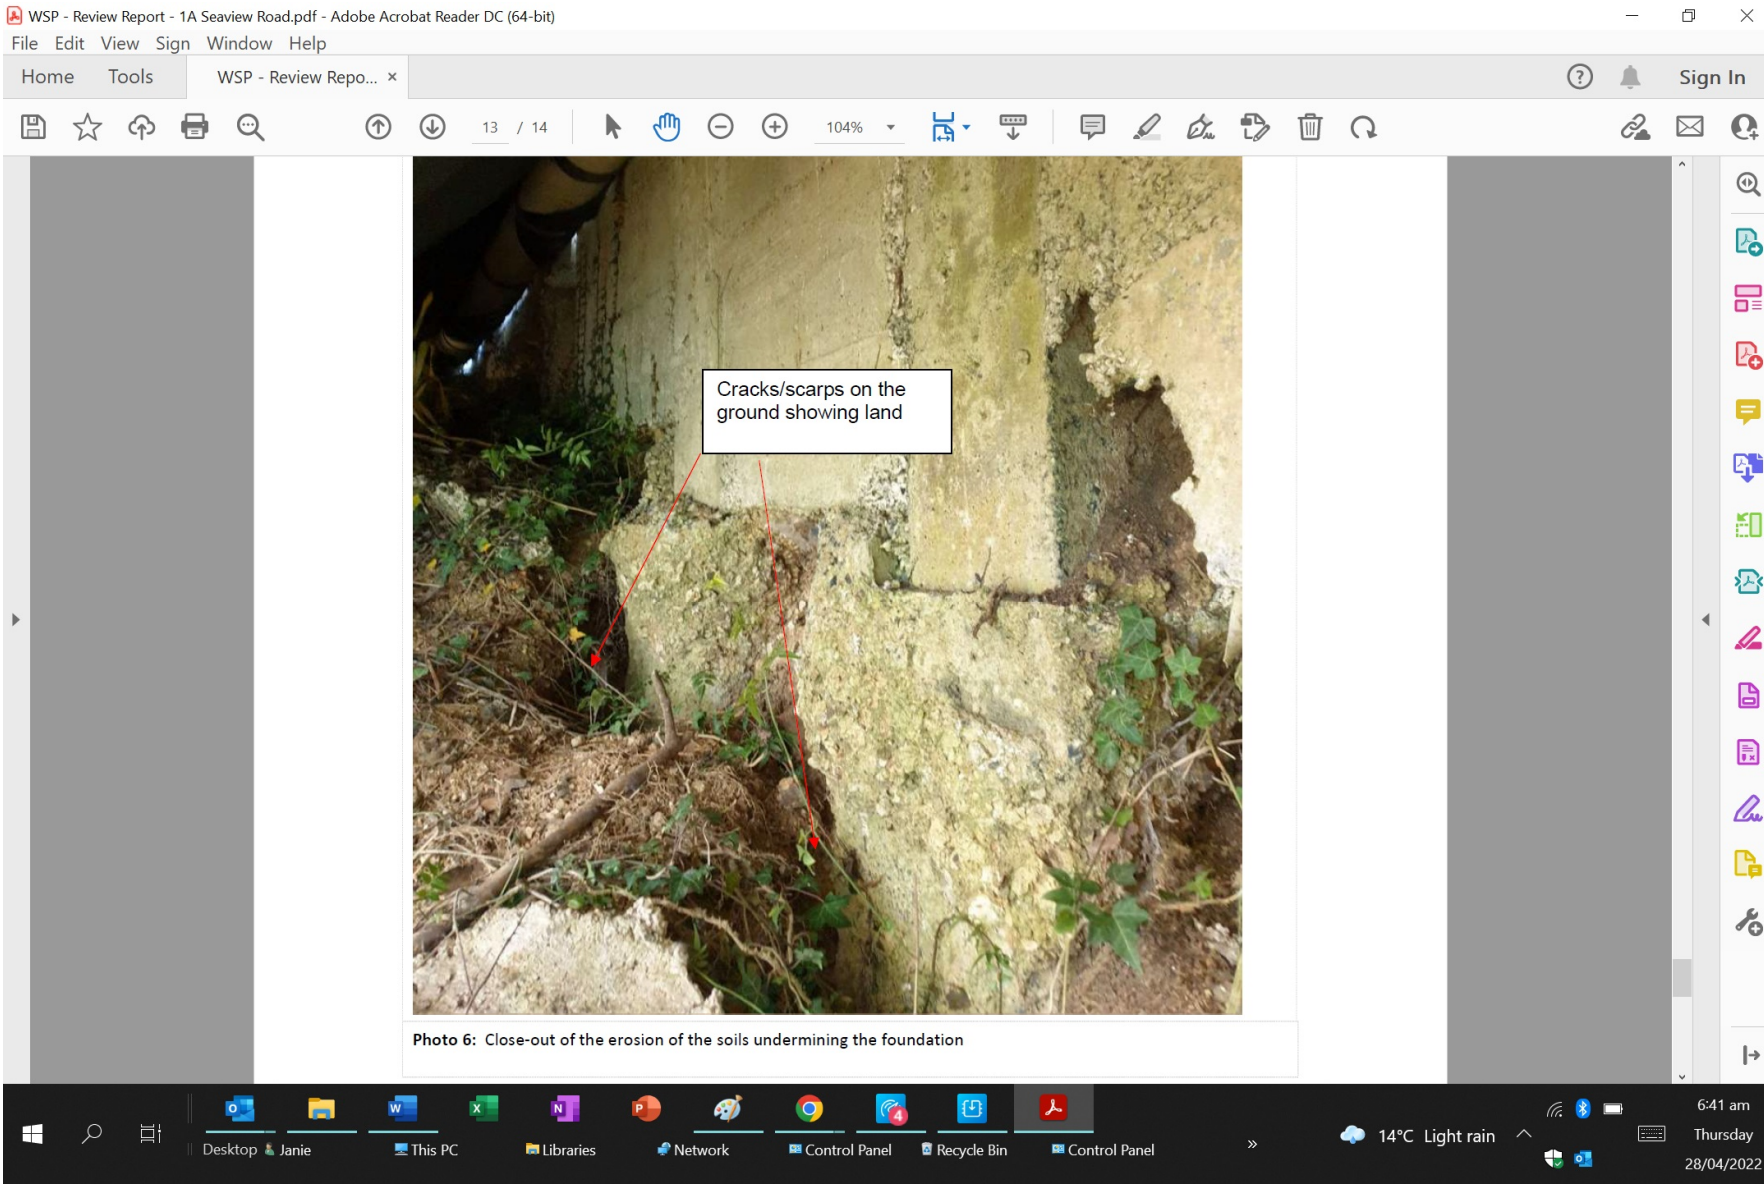 WSP - Review Report - 1A Seaview Road.pdf - Adobe Acrobat Reader DC (64-bit)
File Edit View Sign Window Help
Home Tools WSP - Review Repo... × Sign In
13 / 14 104%
Cracks/scarps on the
ground showing land
Photo 6: Close-out of the erosion of the soils undermining the foundation
4
Desktop Janie This PC Libraries Network Control Panel Recycle Bin Control Panel » 14°C Light rain
6:41 am
Thursday
28/04/2022